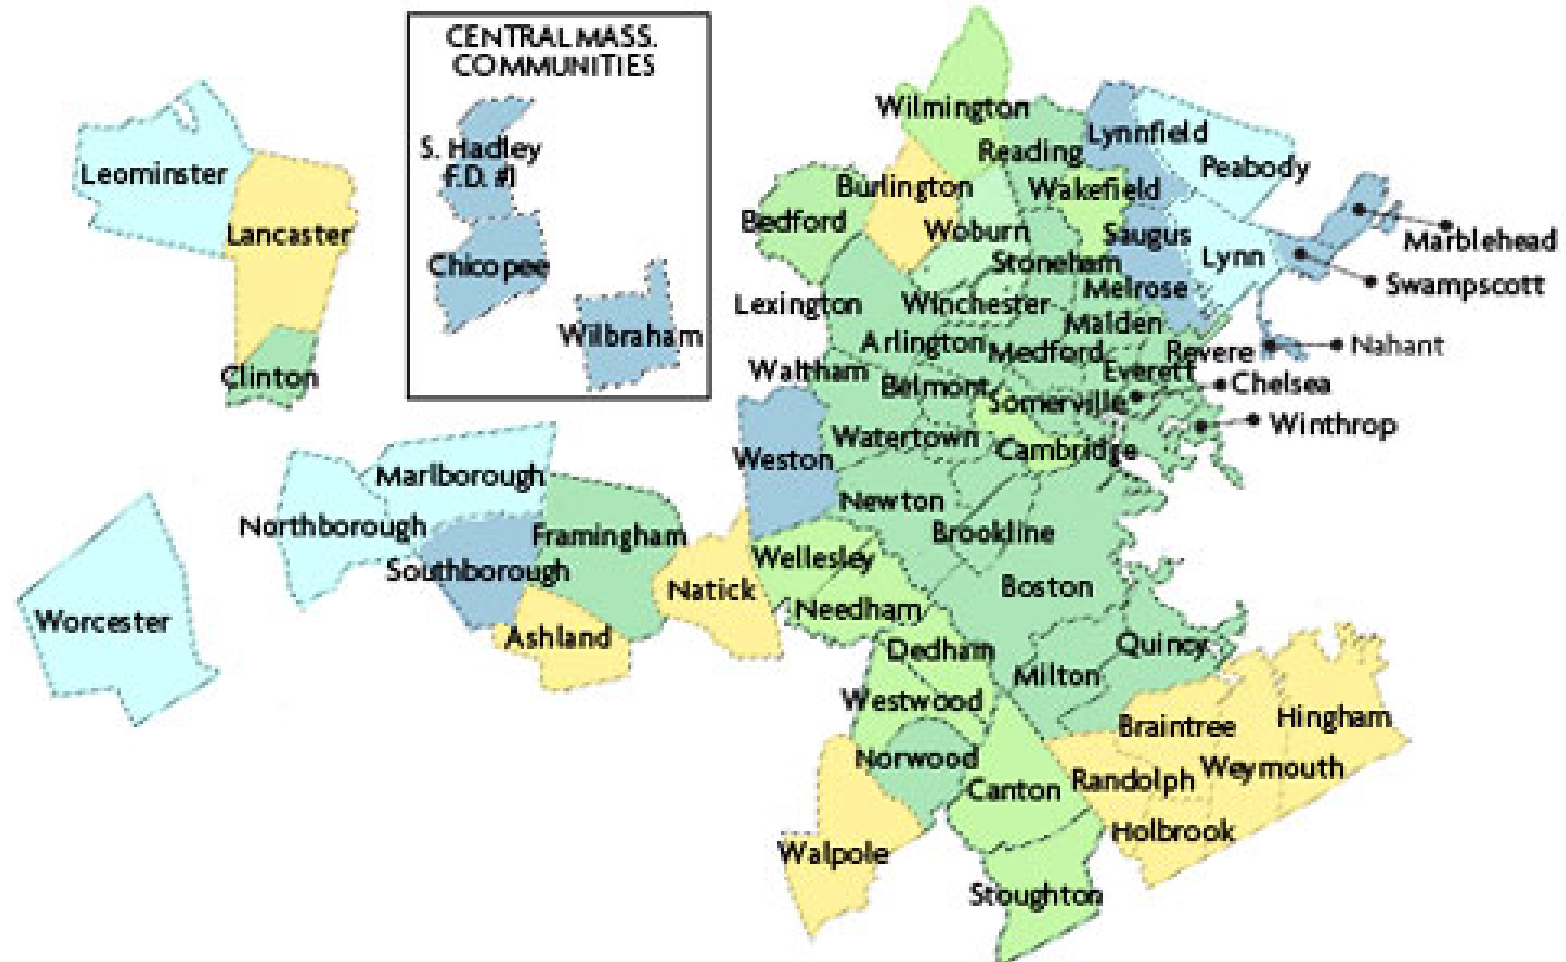 CENTRAL MASS.
COMMUNITIES
S. Hadley
F.D. #1
Chicopee
Wilbraham
Leominster
Lancaster
Clinton
Marlborough
Northborough
Southborough
Framingham
Worcester
Ashland
Natick
Wilmington
Lynnfield
Reading
Peabody
Burlington
Wakefield
Bedford
Woburn
Saugus
Marblehead
Lynn
Stoneham
Swampscott
Melrose
Lexington
Winchester
Malden
Arlington
Medford
Revere
Nahant
Waltham
Everett
Belmont
Chelsea
Somerville
Winthrop
Watertown
Cambridge
Weston
Newton
Brookline
Wellesley
Boston
Needham
Dedham
Quincy
Milton
Westwood
Braintree
Hingham
Norwood
Weymouth
Randolph
Canton
Holbrook
Walpole
Stoughton